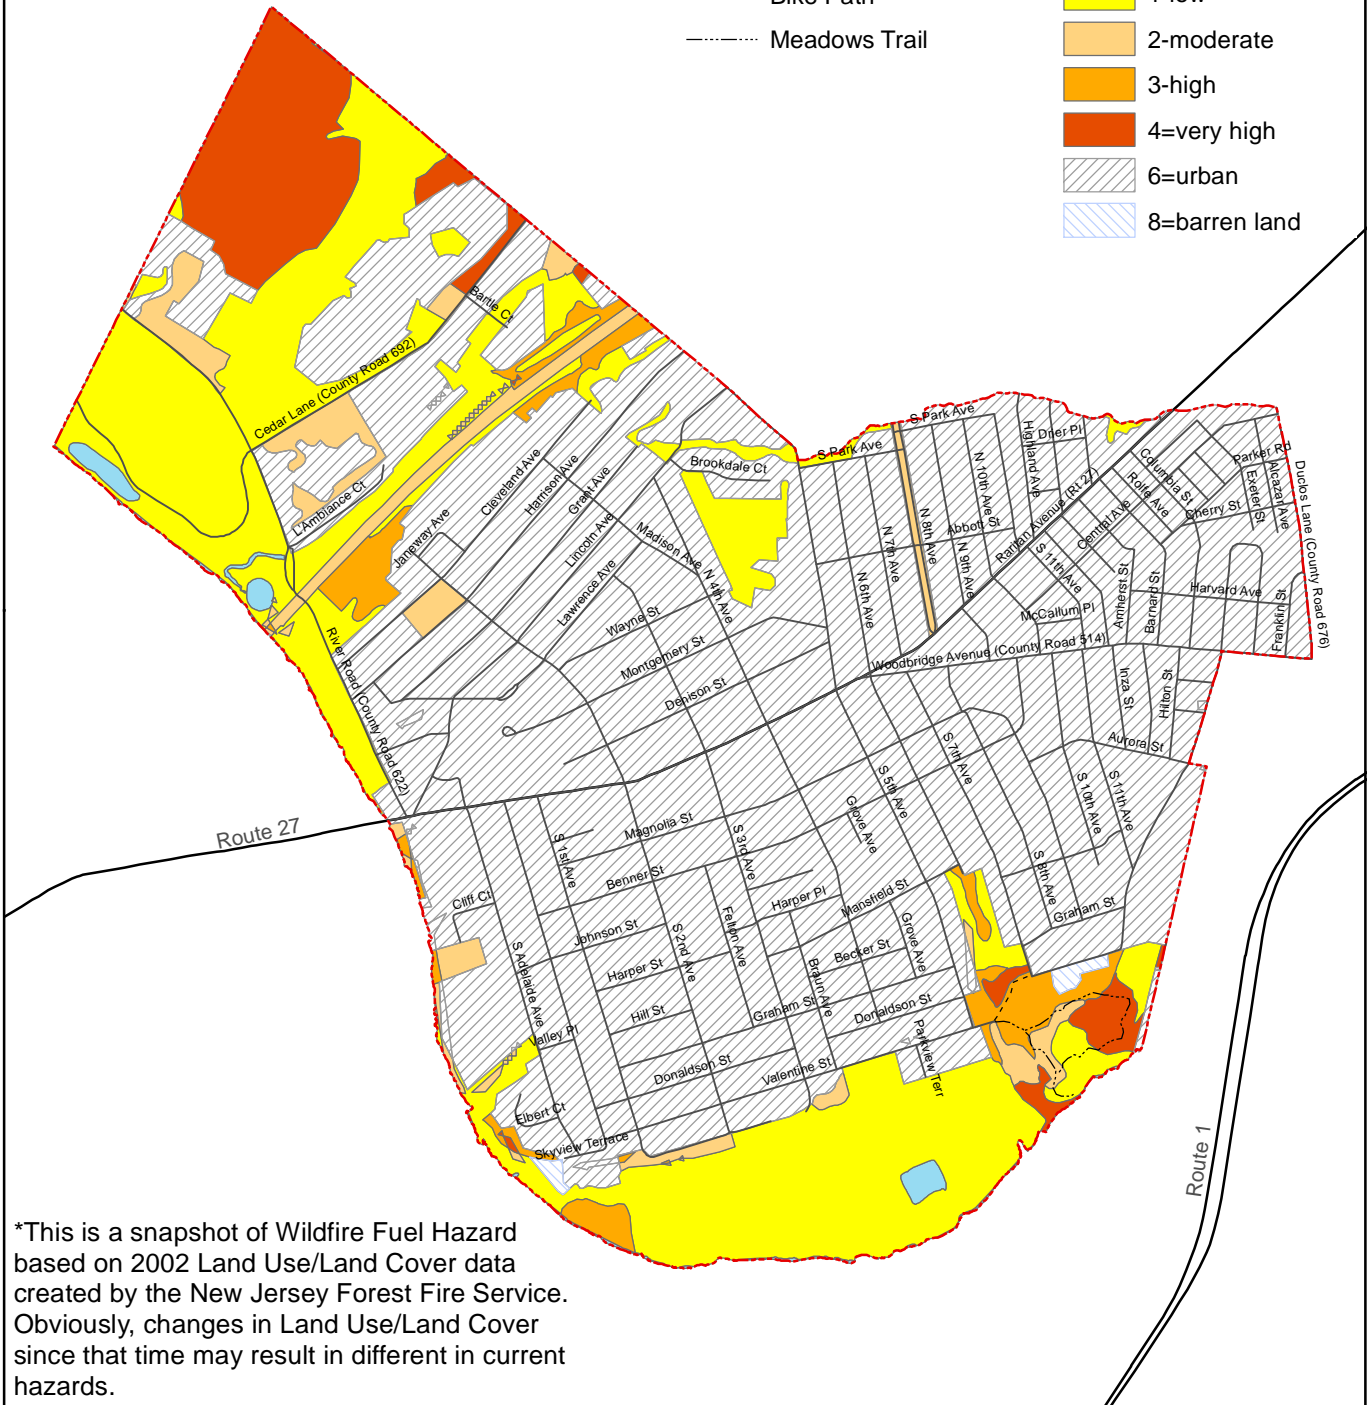 Meadows Trail
2-moderate
3-high
4=very high
6=urban
8=barren land
Bartle Ct
Cedar Lane (County Road 692)
L'Ambiance Ct
Janeway Ave
Cleveland Ave
Harrison Ave
Grant Ave
Lincoln Ave
Lawrence Ave
Madison Ave
Brookdale Ct
N 4th Ave
Wayne St
Montgomery St
Denison St
River Road (County Road 622)
S Park Ave
S Park Ave
Highland Ave
Drier Pl
N 10th Ave
N 9th Ave
N 8th Ave
N 7th Ave
N 6th Ave
Abbott St
Raritan Avenue (Rt 27)
Columbia St
Rolfe Ave
Central Ave
Cherry St
Parker Rd
Exeter St
Alcazar Ave
Duclos Lane (County Road 676)
S 11th Ave
McCallum Pl
Amherst St
Barnard St
Harvard Ave
Franklin St
Woodbridge Avenue (County Road 514)
Inza St
Hilton St
Aurora St
S 7th Ave
S 5th Ave
S 10th Ave
S 11th Ave
Route 27
Magnolia St
S 1st Ave
S 3rd Ave
Grove Ave
Benner St
Cliff Ct
Harper Pl
Mansfield St
S 8th Ave
Graham St
Johnson St
S Adelaide Ave
S 2nd Ave
Felton Ave
Harper St
Becker St
Grove Ave
Braun Ave
Hill St
Graham St
Donaldson St
Valley Pl
Donaldson St
Valentine St
Parkview Terr
Elbert Ct
Skyview Terrace
Route 1
*This is a snapshot of Wildfire Fuel Hazard
based on 2002 Land Use/Land Cover data
created by the New Jersey Forest Fire Service.
Obviously, changes in Land Use/Land Cover
since that time may result in different in current
hazards.